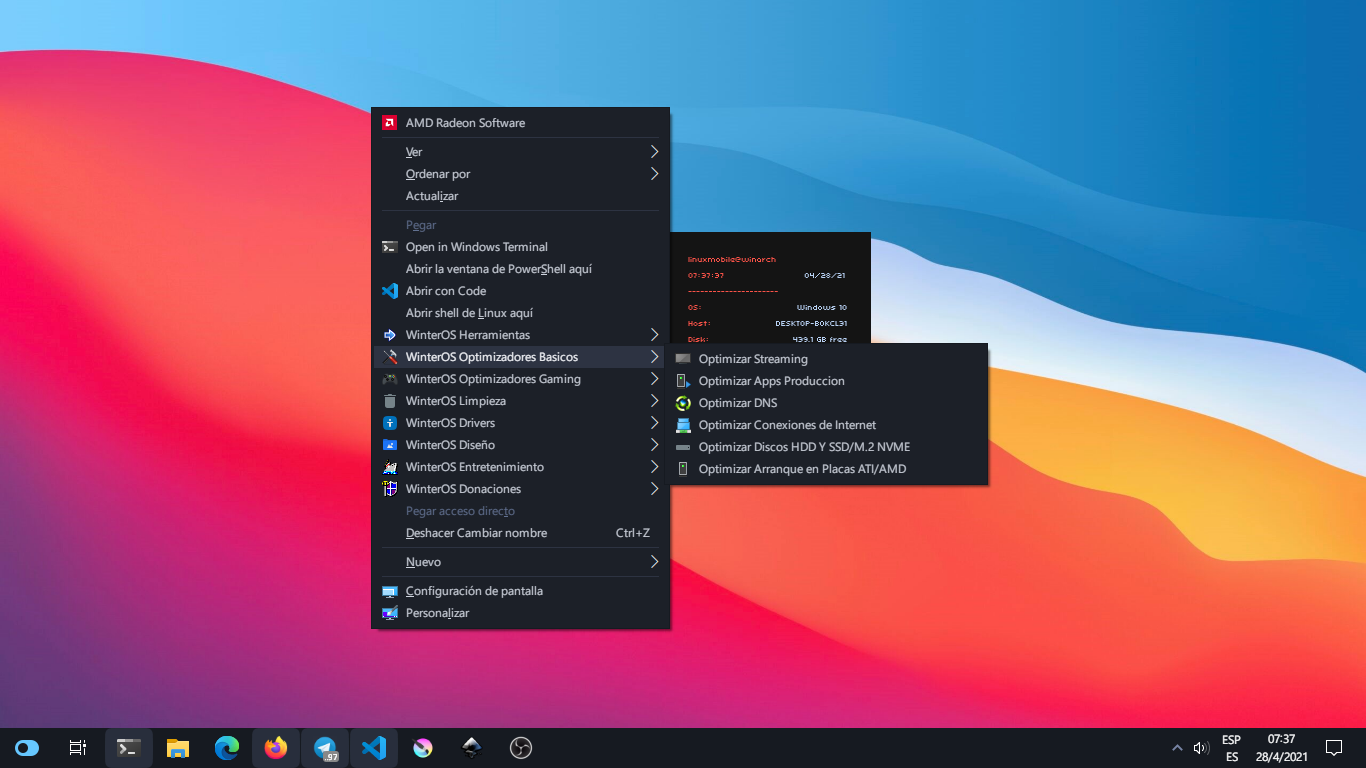 AMD Radeon Software
Ver
Ordenar por
Actualizar
Pegar
Open in Windows Terminal
Abrir la ventana de PowerShell aquí
Abrir con Code
Abrir shell de Linux aquí
WinterOS Herramientas
WinterOS Optimizadores Basicos
WinterOS Optimizadores Gaming
WinterOS Limpieza
WinterOS Drivers
WinterOS Diseño
WinterOS Entretenimiento
WinterOS Donaciones
Pegar acceso directo
Deshacer Cambiar nombre Ctrl+Z
Nuevo
Configuración de pantalla
Personalizar
linuxmobile@winarch
07:37:37 04/28/21
----------------------
OS: Windows 10
Host: DESKTOP-B0KCL31
Disk: 439.1 GB free
Optimizar Streaming
Optimizar Apps Produccion
Optimizar DNS
Optimizar Conexiones de Internet
Optimizar Discos HDD Y SSD/M.2 NVME
Optimizar Arranque en Placas ATI/AMD
.97
ESP
ES
07:37
28/4/2021